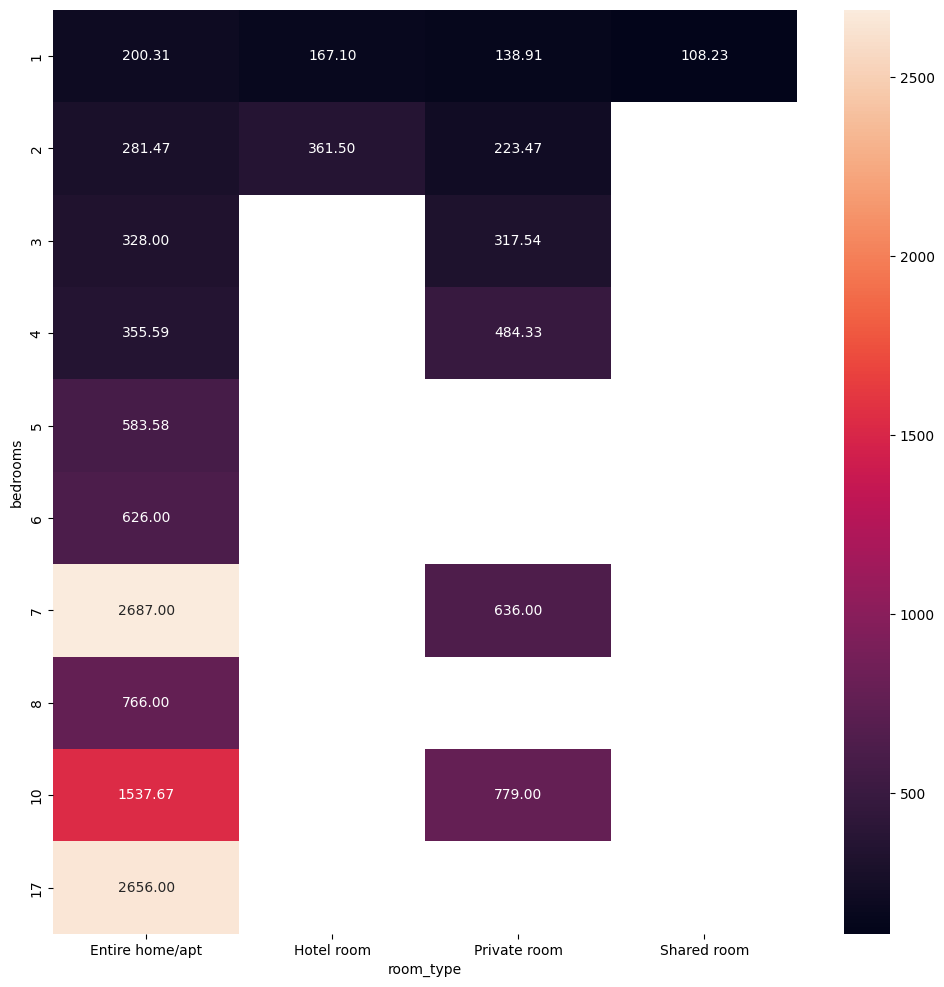 1 200.31 167.10 138.91 108.23
2 281.47 361.50 223.47
3 328.00 317.54
4 355.59 484.33
5 583.58
6 626.00
7 2687.00 636.00
8 766.00
10 1537.67 779.00
17 2656.00
bedrooms
Entire home/apt Hotel room Private room Shared room
room_type
2500
2000
1500
1000
500